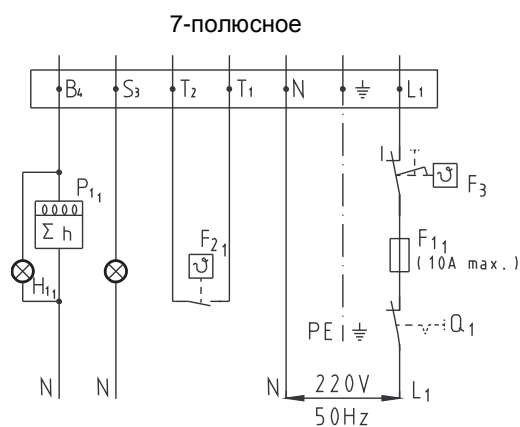 7-полюсное
B4 S3 T2 T1 N L1
P11
Σ h
H11
F21
ϑ
ϑ
F3
F11
(10A max.)
PE
Q1
N N N 220V L1
50Hz